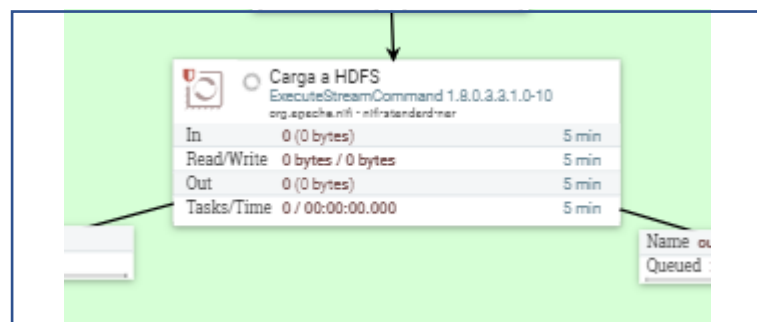 Carga a HDFS
ExecuteStreamCommand 1.8.0.3.3.1.0-10
org.apache.nifi - nifi-standard-nar
In 0 (0 bytes) 5 min
Read/Write 0 bytes / 0 bytes 5 min
Out 0 (0 bytes) 5 min
Tasks/Time 0 / 00:00:00.000 5 min
Name
Queued